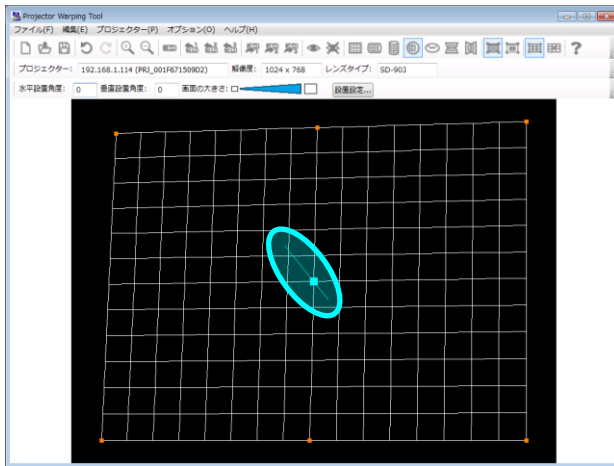 Projector Warping Tool
ファイル(F) 編集(E) プロジェクター(P) オプション(O) ヘルプ(H)
プロジェクター: 192.168.1.114 (PRJ_001F671509D2) 解像度: 1024 x 768 レンズタイプ: SD-903
水平設置角度: 0 垂直設置角度: 0 画面の大きさ: 設置設定...